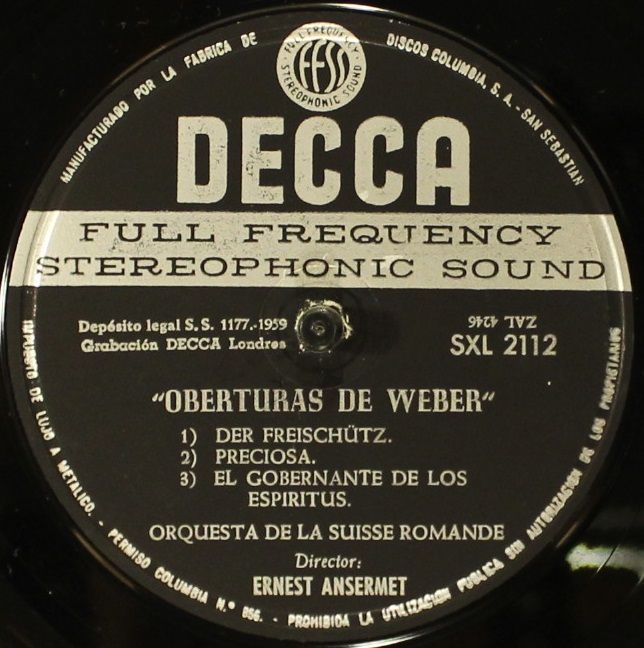 MANUFACTURADO POR LA FABRICA DE DISCOS COLUMBIA, S. A. - SAN SEBASTIAN
FULL FREQUENCY
FFSS
STEREOPHONIC SOUND
DECCA
FULL FREQUENCY
STEREOPHONIC SOUND
Depósito legal S. S. 1177.-1959
Grabación DECCA Londres
ZAL 4246
SXL 2112
"OBERTURAS DE WEBER"
1) DER FREISCHÜTZ.
2) PRECIOSA.
3) EL GOBERNANTE DE LOS
ESPIRITUS.
ORQUESTA DE LA SUISSE ROMANDE
Director:
ERNEST ANSERMET
IMPUESTO DE LUJO A METALICO. - PERMISO COLUMBIA N.º 856. - PROHIBIDA LA UTILIZACION PUBLICA SIN AUTORIZACION DE LOS PROPIETARIOS